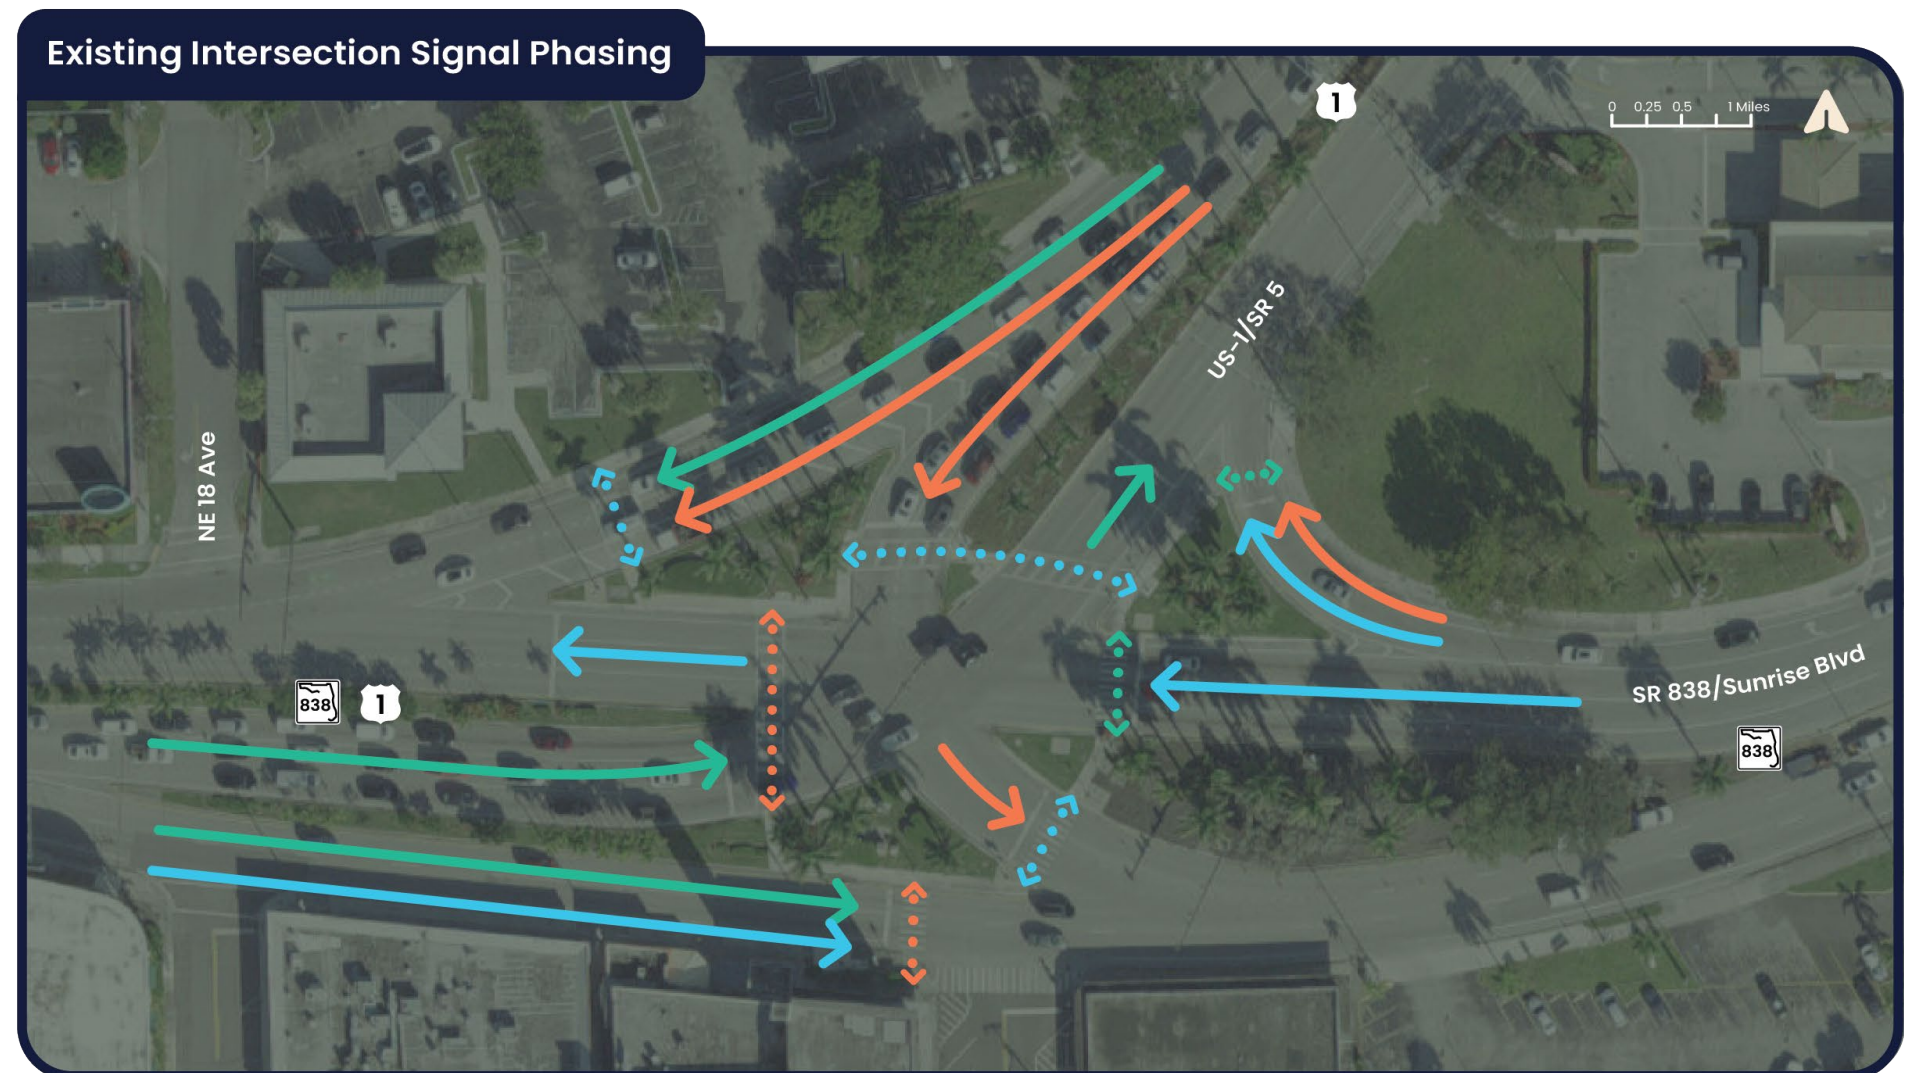 Existing Intersection Signal Phasing
1
0 0.25 0.5 1 Miles
US-1/SR 5
NE 18 Ave
SR 838/Sunrise Blvd
838
1
838